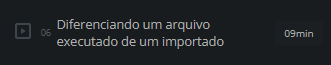 06 Diferenciando um arquivo
executado de um importado
09min